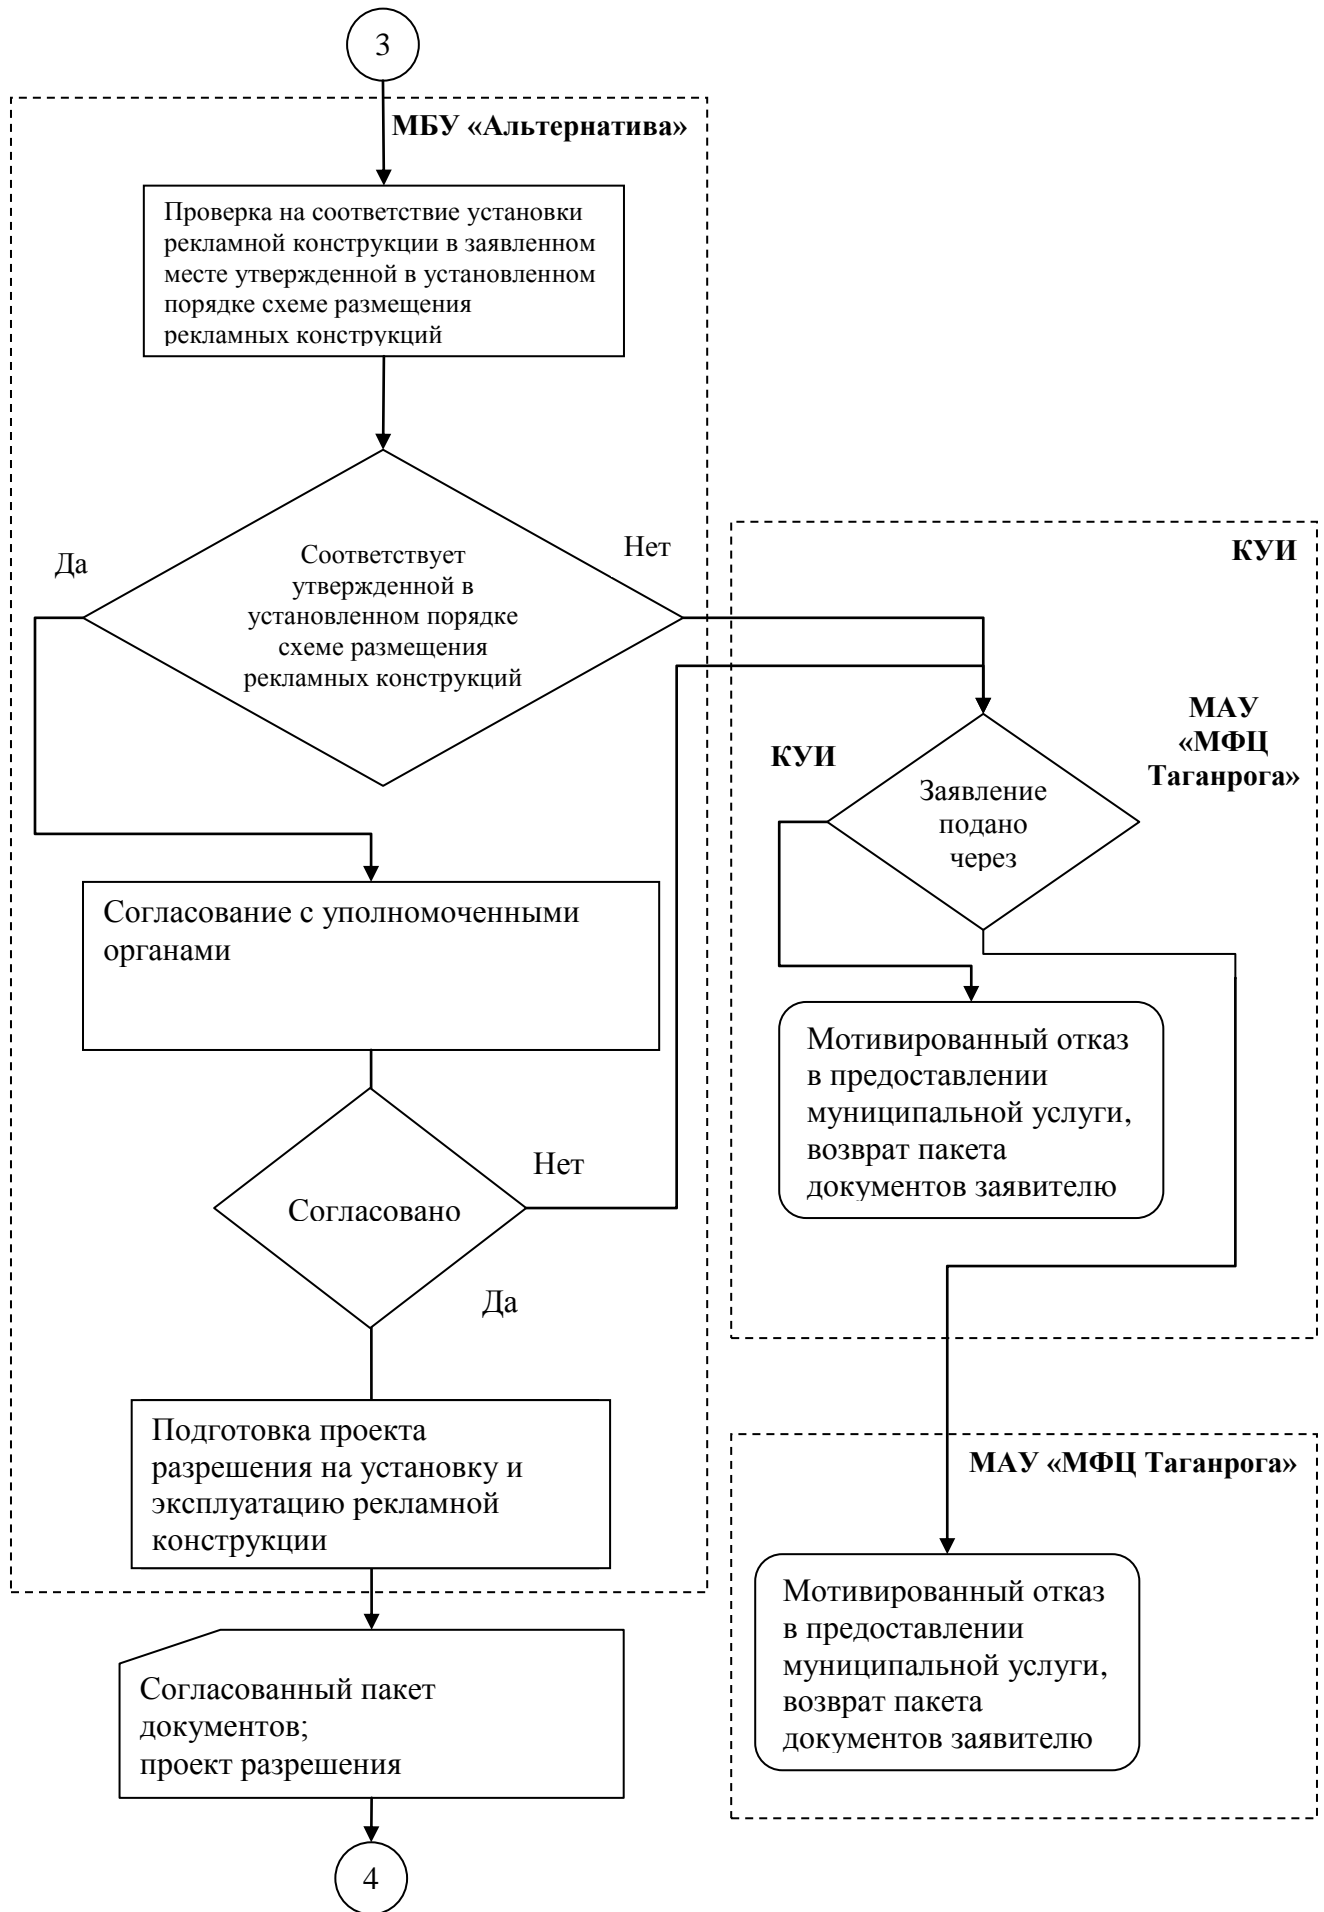 3
МБУ «Альтернатива»
Проверка на соответствие установки
рекламной конструкции в заявленном
месте утвержденной в установленном
порядке схеме размещения
рекламных конструкций
Да
Соответствует
утвержденной в
установленном порядке
схеме размещения
рекламных конструкций
Нет
Согласование с уполномоченными
органами
Согласовано
Нет
Да
Подготовка проекта
разрешения на установку и
эксплуатацию рекламной
конструкции
Согласованный пакет
документов;
проект разрешения
4
КУИ
КУИ
МАУ
«МФЦ
Таганрога»
Заявление
подано
через
Мотивированный отказ
в предоставлении
муниципальной услуги,
возврат пакета
документов заявителю
МАУ «МФЦ Таганрога»
Мотивированный отказ
в предоставлении
муниципальной услуги,
возврат пакета
документов заявителю